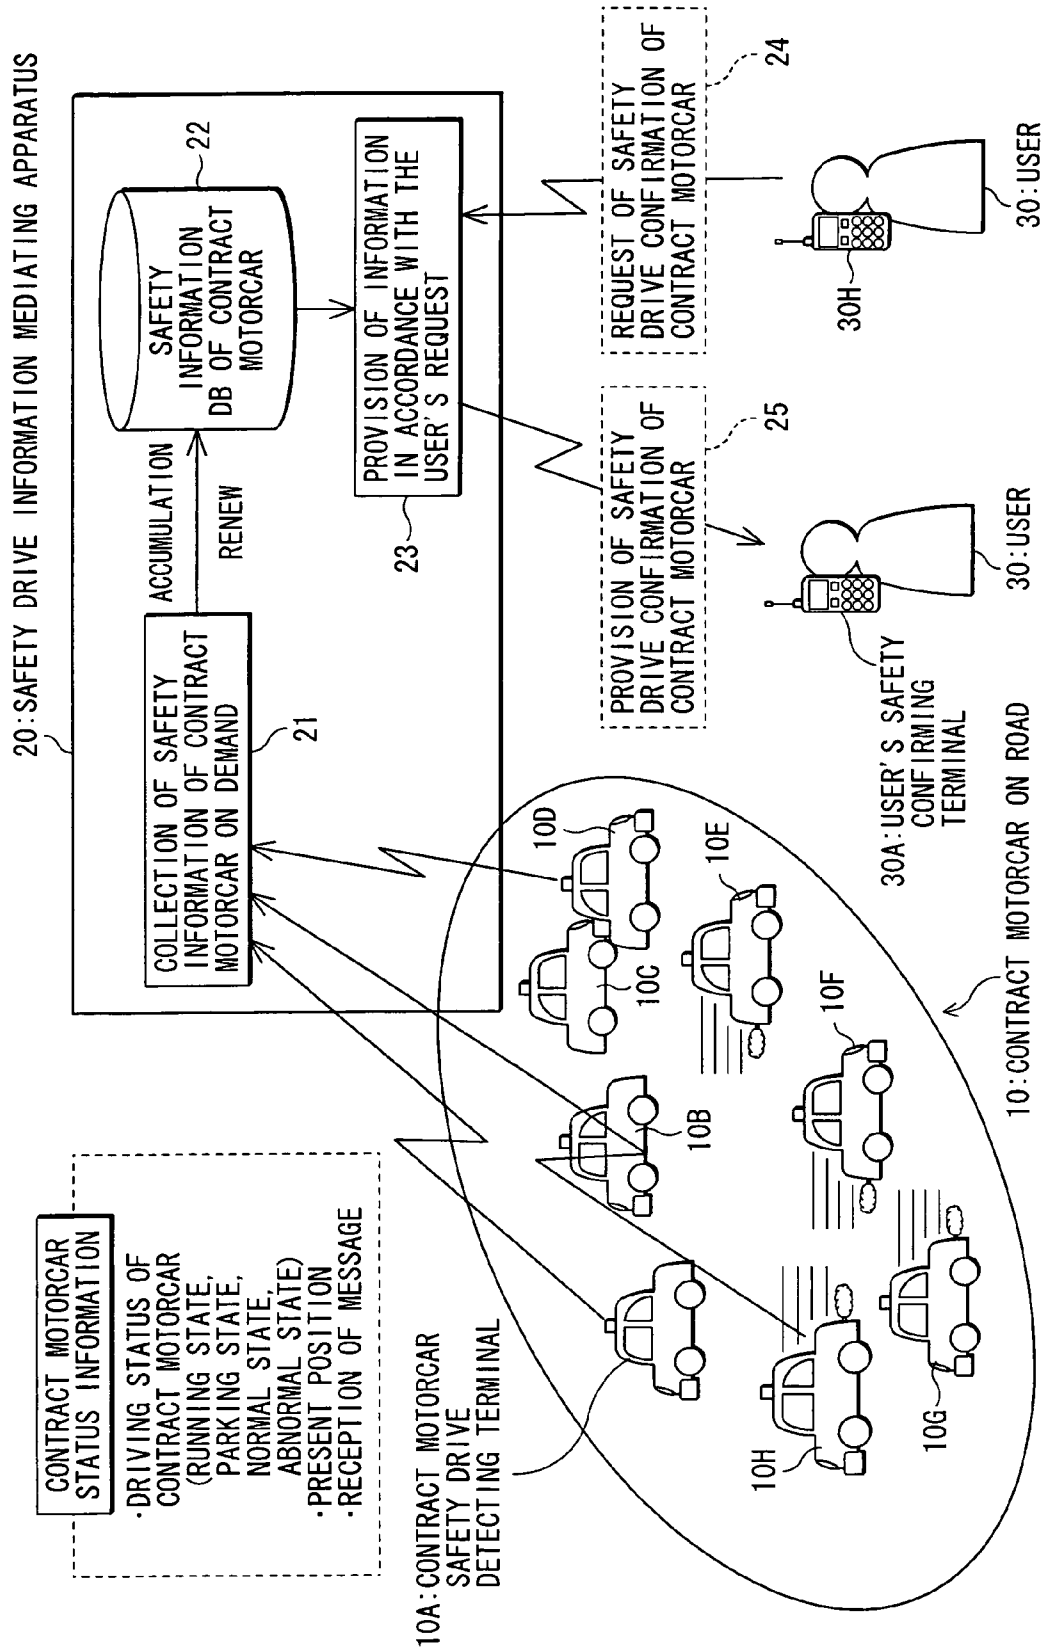 20:SAFETY DRIVE INFORMATION MEDIATING APPARATUS
CONTRACT MOTORCAR
STATUS INFORMATION
·DRIVING STATUS OF
CONTRACT MOTORCAR
(RUNNING STATE,
PARKING STATE,
NORMAL STATE,
ABNORMAL STATE)
·PRESENT POSITION
·RECEPTION OF MESSAGE
COLLECTION OF SAFETY
INFORMATION OF CONTRACT
MOTORCAR ON DEMAND
21
ACCUMULATION
RENEW
SAFETY
INFORMATION
DB OF CONTRACT
MOTORCAR
22
PROVISION OF INFORMATION
IN ACCORDANCE WITH THE
USER'S REQUEST
23
10A:CONTRACT MOTORCAR
SAFETY DRIVE
DETECTING TERMINAL
10B
10C
10D
10E
10F
10G
10H
10:CONTRACT MOTORCAR ON ROAD
PROVISION OF SAFETY
DRIVE CONFIRMATION OF
CONTRACT MOTORCAR
25
REQUEST OF SAFETY
DRIVE CONFIRMATION OF
CONTRACT MOTORCAR
24
30A:USER'S SAFETY
CONFIRMING
TERMINAL
30:USER
30H
30:USER